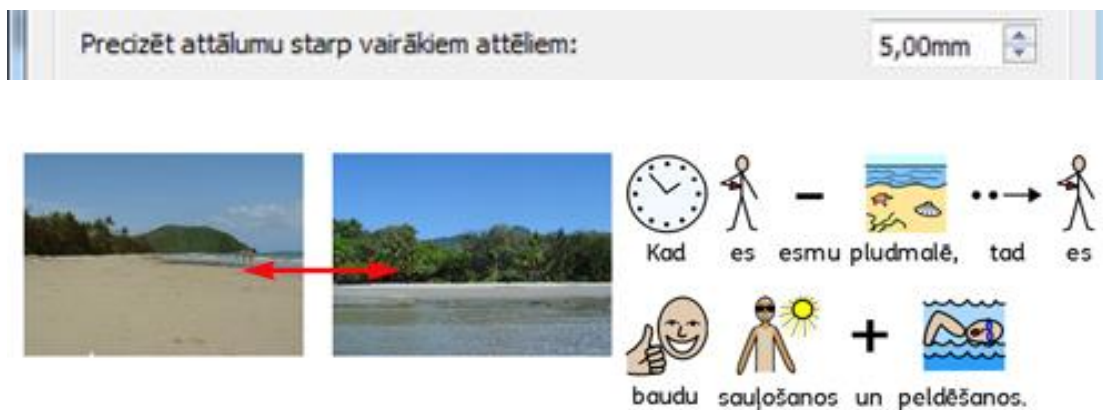 Precizēt attālumu starp vairākiem attēliem: 5,00mm
Kad es esmu pludmalē, tad es
baudu sauļošanos un peldēšanos.